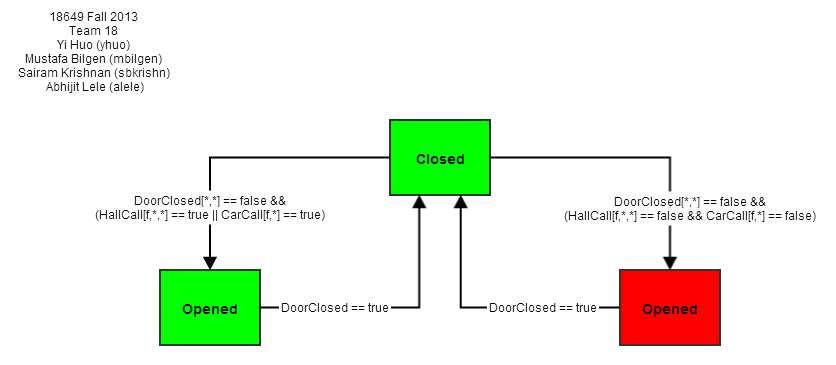 18649 Fall 2013
Team 18
Yi Huo (yhuo)
Mustafa Bilgen (mbilgen)
Sairam Krishnan (sbkrishn)
Abhijit Lele (alele)
Closed
DoorClosed[*,*] == false &&
(HallCall[f,*,*] == true || CarCall[f,*] == true)
DoorClosed[*,*] == false &&
(HallCall[f,*,*] == false && CarCall[f,*] == false)
Opened
DoorClosed == true
DoorClosed == true
Opened